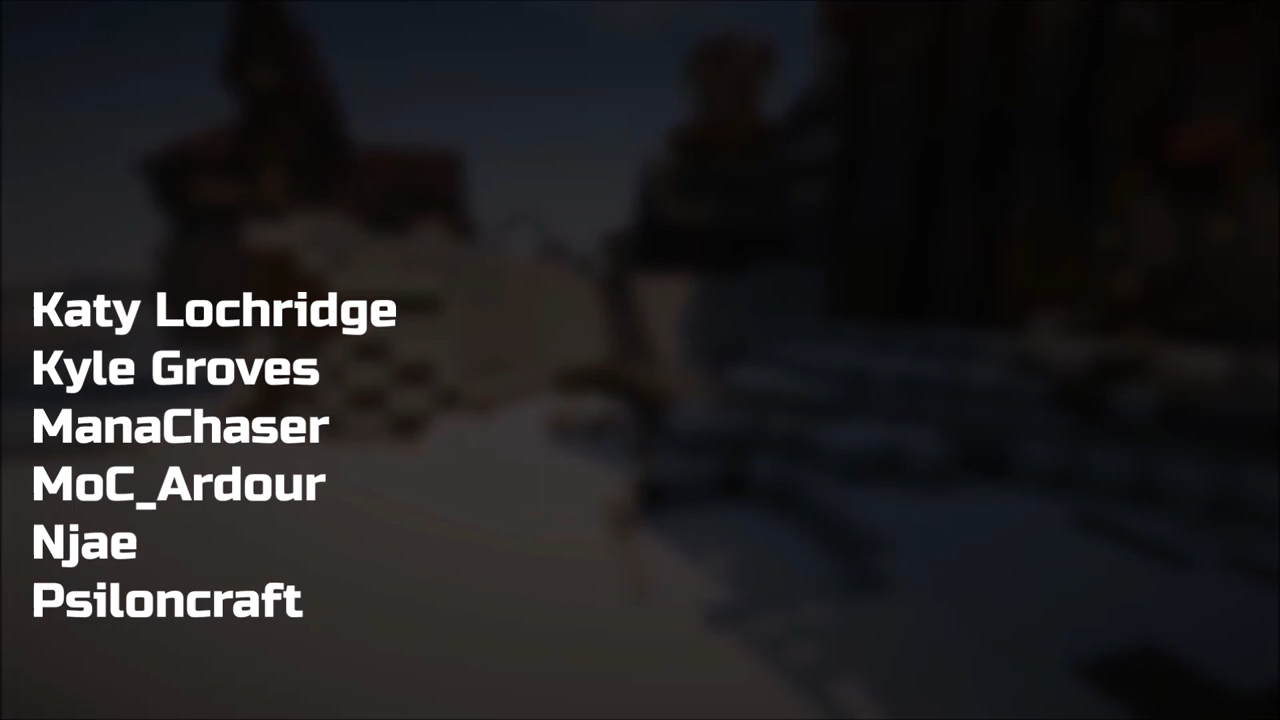 Katy Lochridge
Kyle Groves
ManaChaser
MoC_Ardour
Njae
Psiloncraft